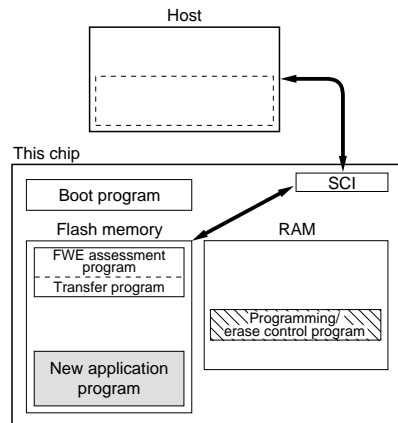 Host
This chip
SCI
Boot program
Flash memory
RAM
FWE assessment
program
Transfer program
Programming/
erase control program
New application
program